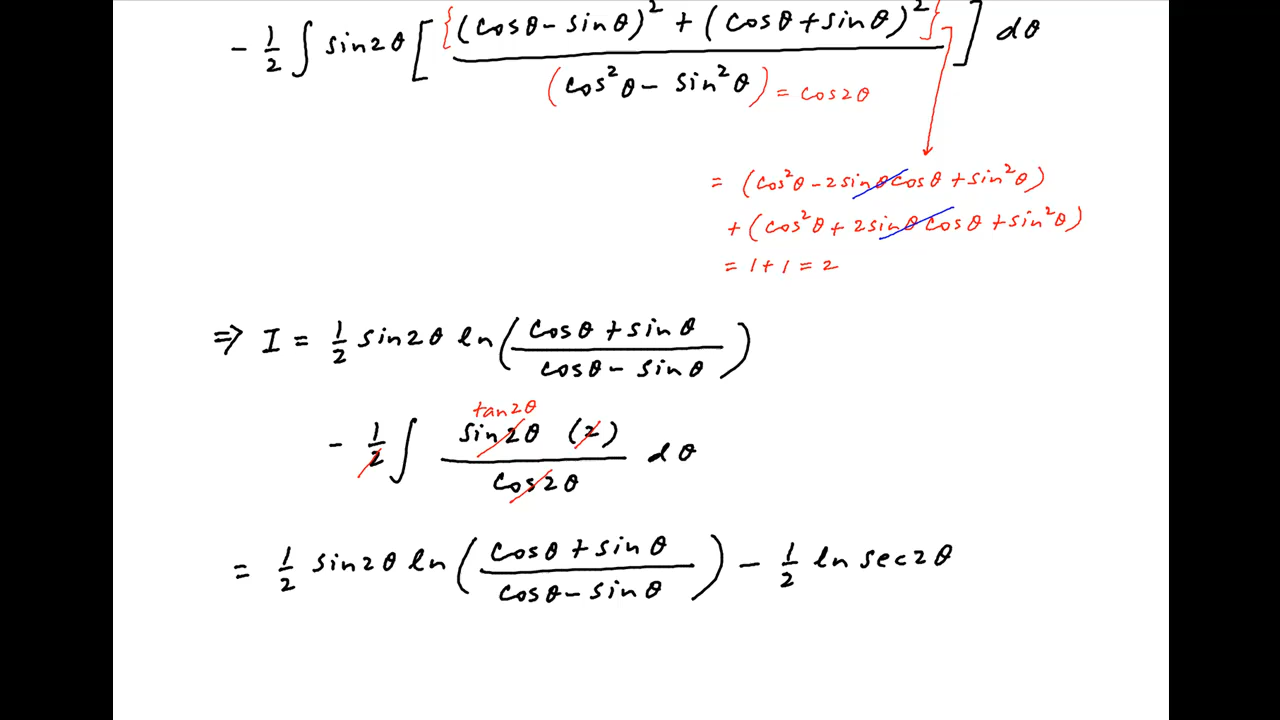 - 1/2 ∫ sin2θ [ {(cosθ - sinθ)² + (cosθ + sinθ)²} / (cos²θ - sin²θ) ] dθ
= cos2θ
= (cos²θ - 2sinθcosθ + sin²θ)
+ (cos²θ + 2sinθcosθ + sin²θ)
= 1 + 1 = 2
⇒ I = 1/2 sin2θ ln( (cosθ + sinθ) / (cosθ - sinθ) )
tan2θ
- 1/2 ∫ sin2θ (2) / cos2θ dθ
= 1/2 sin2θ ln( (cosθ + sinθ) / (cosθ - sinθ) ) - 1/2 ln sec2θ